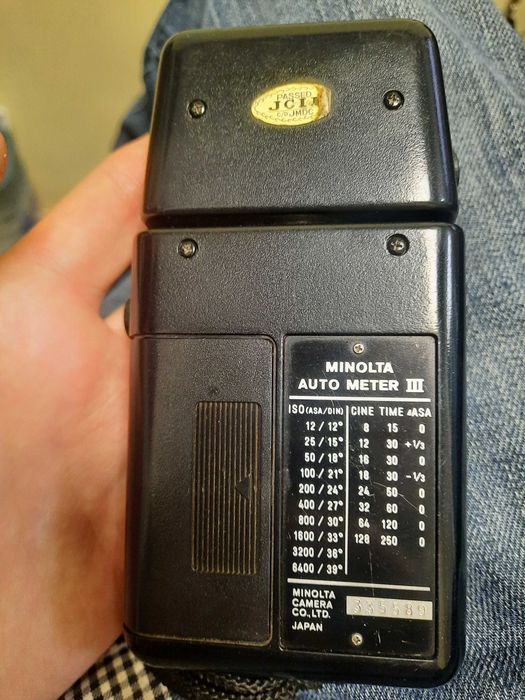 PASSED
JCII
C/O JMDC
MINOLTA
AUTO METER III
ISO(ASA/DIN) CINE TIME ⊿ASA
12/12° 8 15 0
25/15° 12 30 +1/3
50/18° 16 30 0
100/21° 18 30 -1/3
200/24° 24 50 0
400/27° 32 60 0
800/30° 64 120 0
1600/33° 128 250 0
3200/36°
6400/39°
MINOLTA
CAMERA
CO.,LTD. 335589
JAPAN